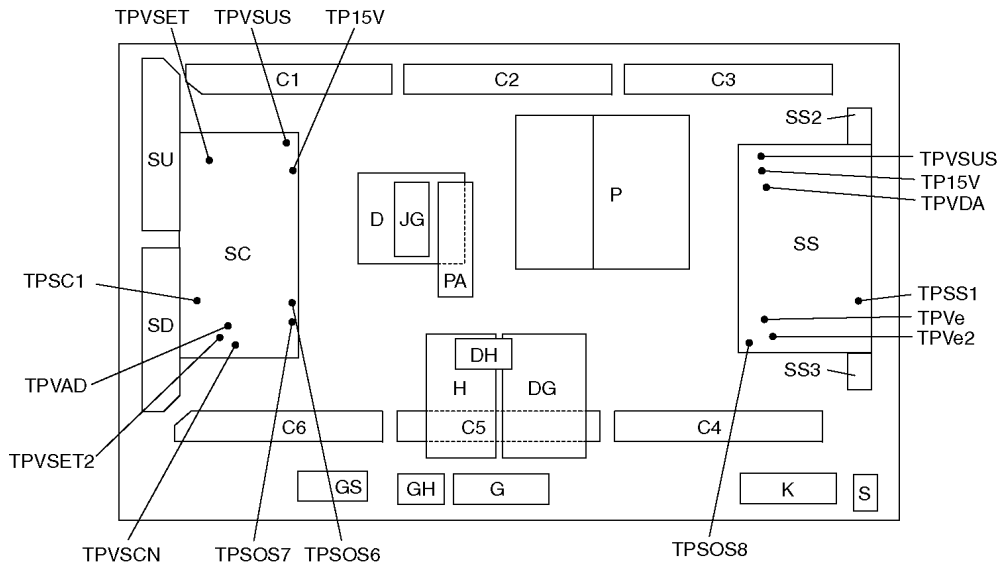 TPVSET TPVSUS TP15V
C1 C2 C3
SS2
SU
TPVSUS
TP15V
TPVDA
D JG P
SC SS
PA
TPSC1
TPSS1
SD
TPVe
TPVe2
DH
SS3
TPVAD
H DG
C6 C5 C4
TPVSET2
GS GH G K S
TPVSCN TPSOS7 TPSOS6 TPSOS8